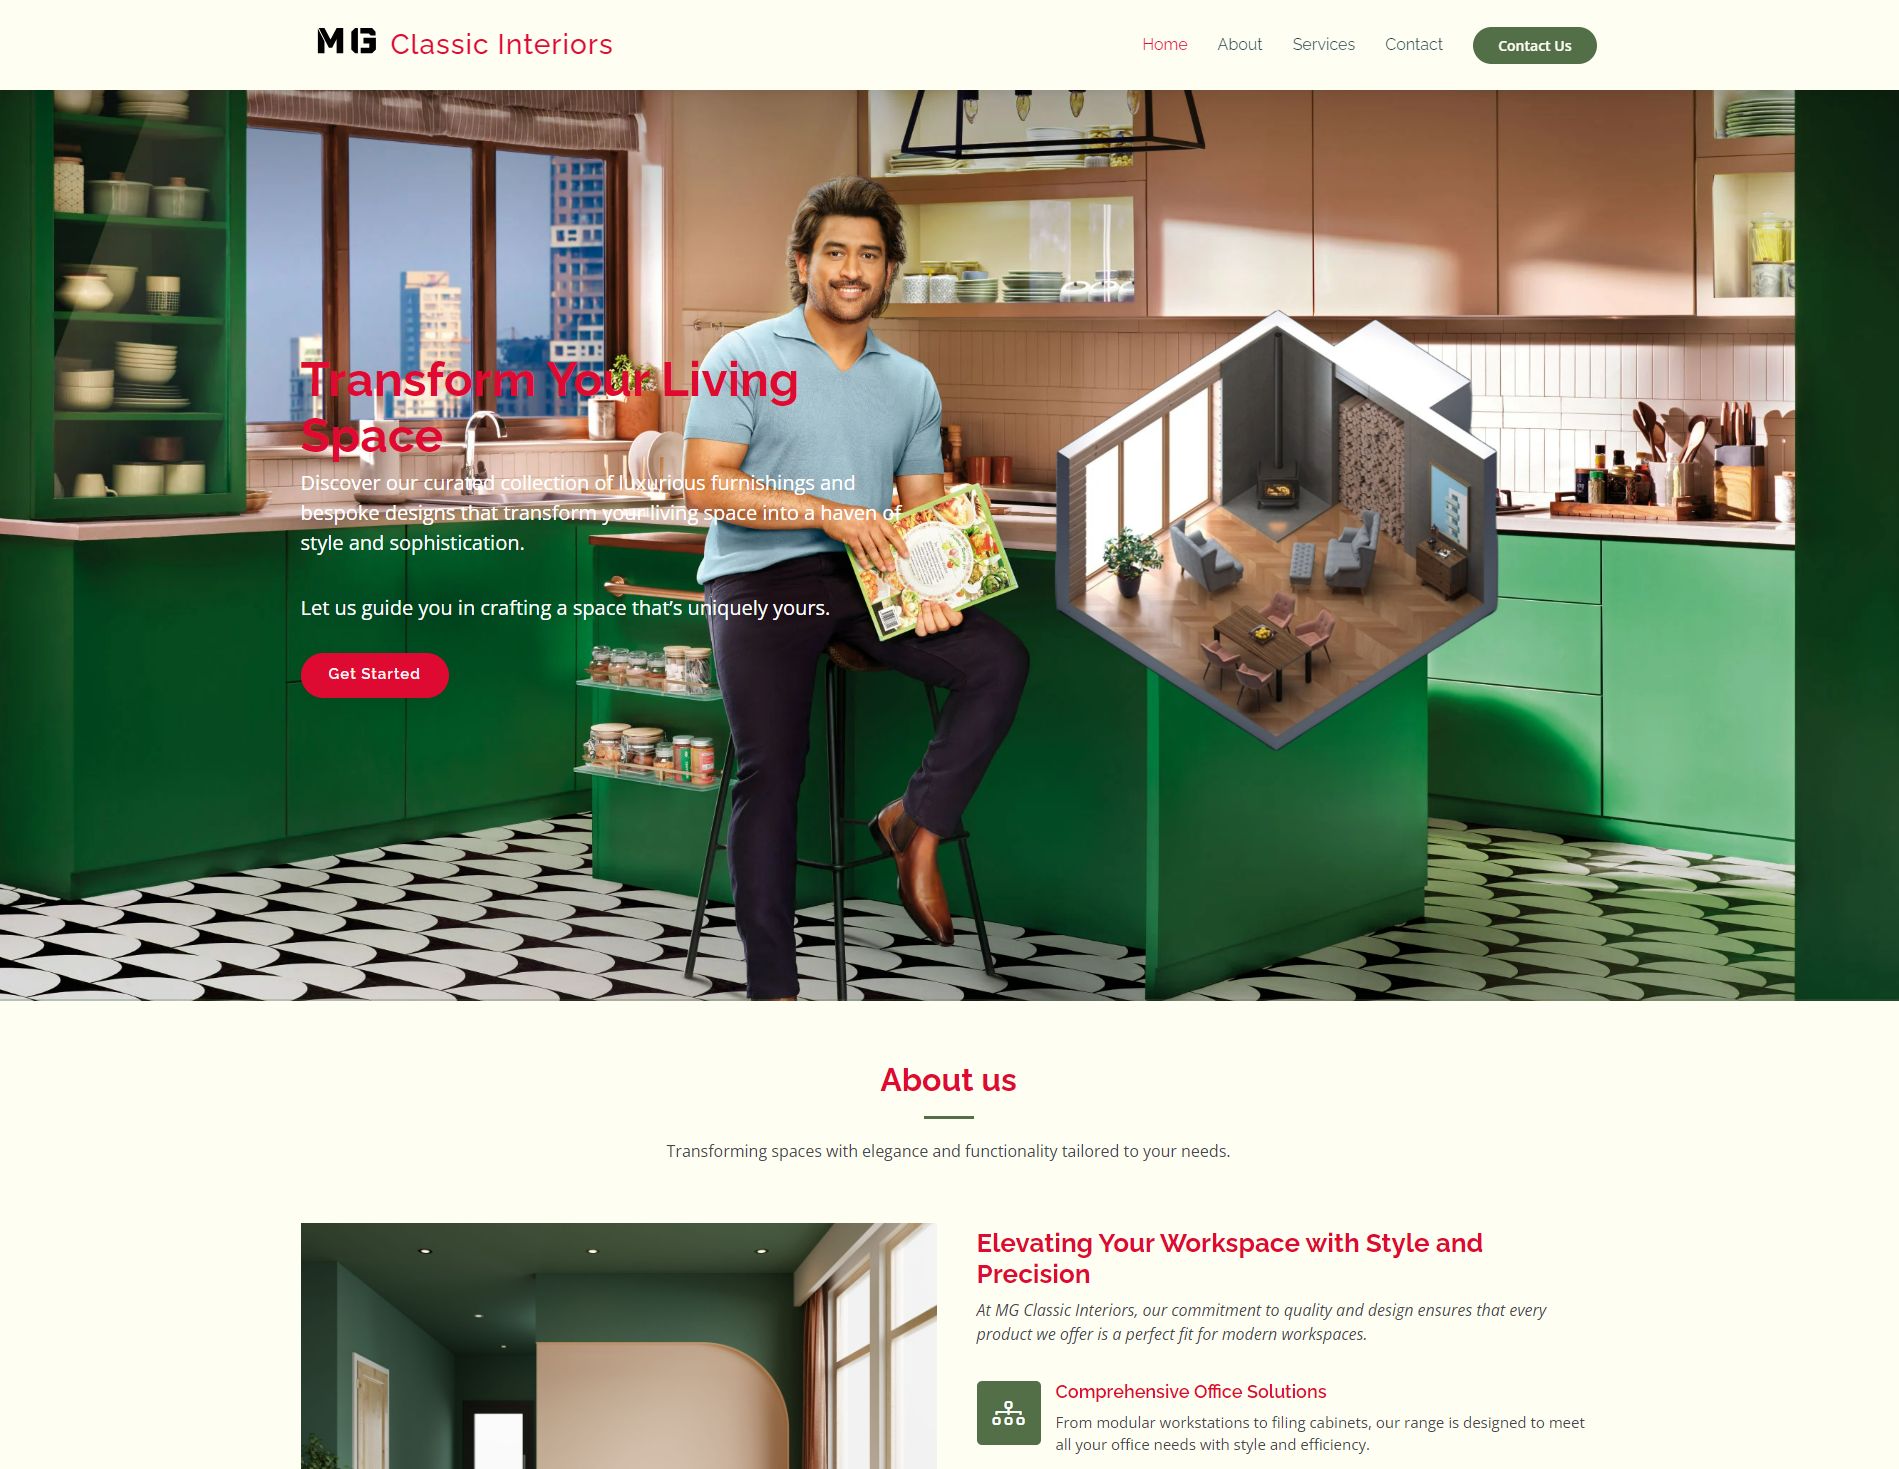 MG Classic Interiors
Home
About
Services
Contact
Contact Us
Transform Your Living
Space
Discover our curated collection of luxurious furnishings and
bespoke designs that transform your living space into a haven of
style and sophistication.
Let us guide you in crafting a space that’s uniquely yours.
Get Started
About us
Transforming spaces with elegance and functionality tailored to your needs.
Elevating Your Workspace with Style and
Precision
At MG Classic Interiors, our commitment to quality and design ensures that every
product we offer is a perfect fit for modern workspaces.
Comprehensive Office Solutions
From modular workstations to filing cabinets, our range is designed to meet
all your office needs with style and efficiency.